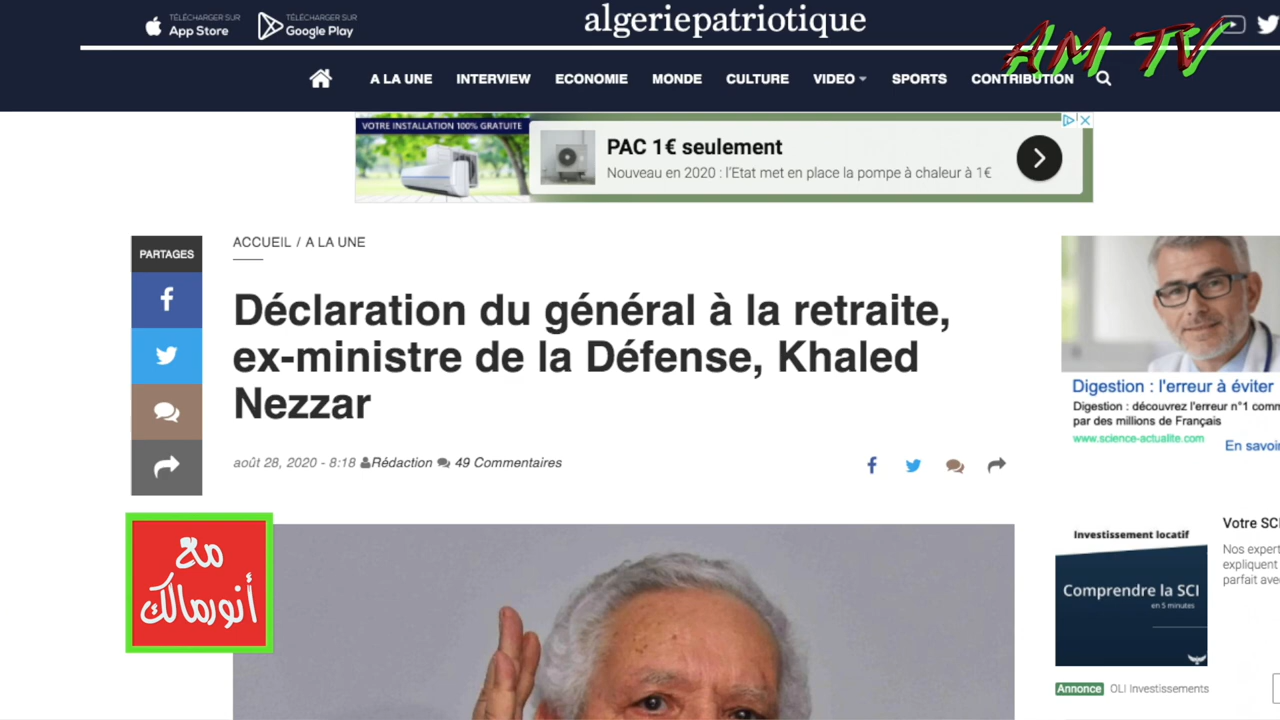 TÉLÉCHARGER SUR
App Store
TÉLÉCHARGER SUR
Google Play
algeriepatriotique
AM TV
A LA UNE INTERVIEW ECONOMIE MONDE CULTURE VIDEO SPORTS CONTRIBUTION
VOTRE INSTALLATION 100% GRATUITE
PAC 1€ seulement
Nouveau en 2020 : l'Etat met en place la pompe à chaleur à 1€
PARTAGES
ACCUEIL / A LA UNE
Déclaration du général à la retraite,
ex-ministre de la Défense, Khaled
Nezzar
août 28, 2020 - 8:18 Rédaction 49 Commentaires
Digestion : l'erreur à éviter
Digestion : découvrez l'erreur n°1 comm
par des millions de Français
www.science-actualite.com
En savoir
مع
أنور مالك
Investissement locatif
Comprendre la SCI
en 5 minutes
Votre SCI
Nos expert
expliquent
parfait ave
Annonce OLI Investissements